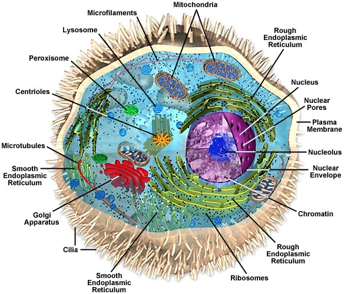 Mitochondria
Microfilaments
Lysosome
Rough
Endoplasmic
Reticulum
Peroxisome
Nucleus
Centrioles
Nuclear
Pores
Plasma
Membrane
Microtubules
Nucleolus
Smooth
Endoplasmic
Reticulum
Nuclear
Envelope
Golgi
Apparatus
Chromatin
Cilia
Rough
Endoplasmic
Reticulum
Smooth
Endoplasmic
Reticulum
Ribosomes